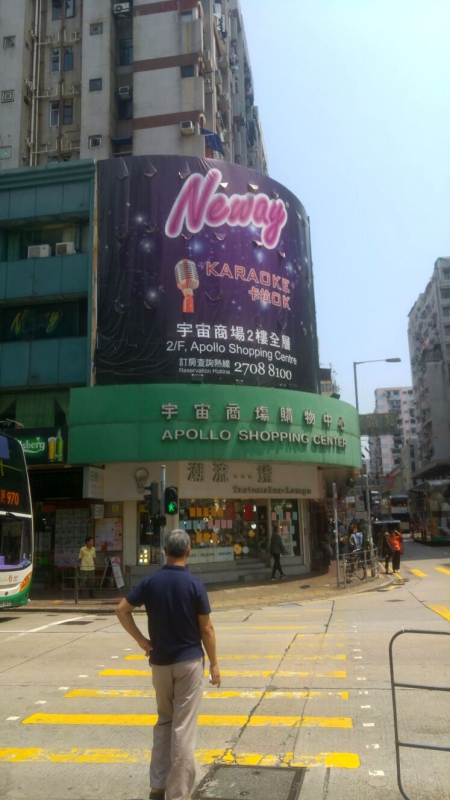 Neway
KARAOKE
卡拉OK
宇宙商場2樓全層
2/F, Apollo Shopping Centre
訂房查詢熱線
Reservation Hotline
2708 8100
宇宙商場購物中心
APOLLO SHOPPING CENTER
潮流
970